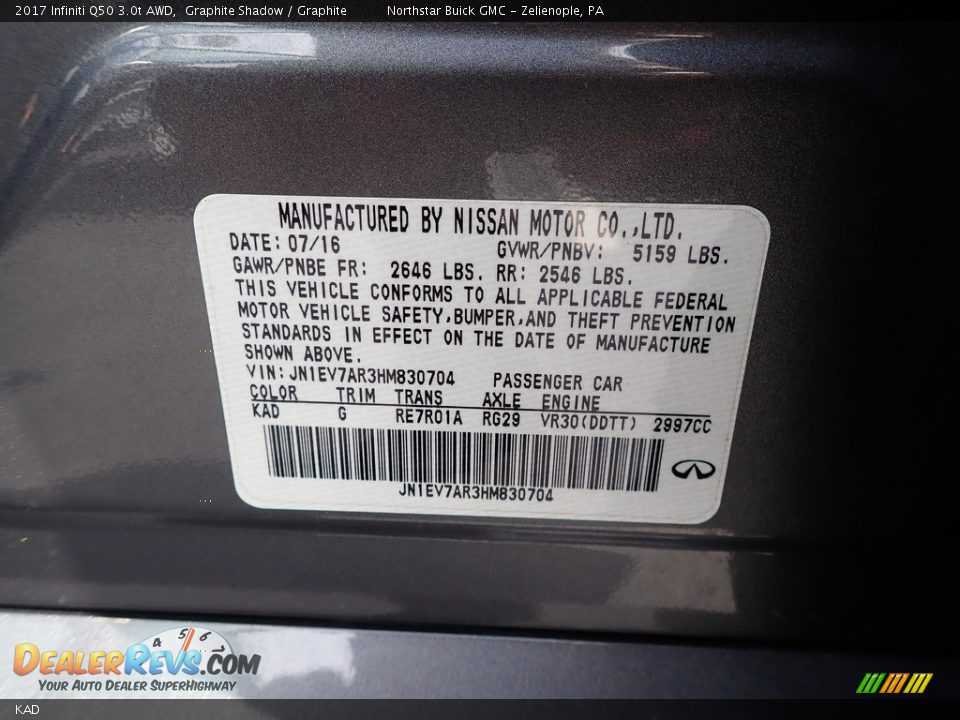 2017 Infiniti Q50 3.0t AWD, Graphite Shadow / Graphite Northstar Buick GMC - Zelienople, PA
MANUFACTURED BY NISSAN MOTOR CO.,LTD.
DATE: 07/16 GVWR/PNBV: 5159 LBS.
GAWR/PNBE FR: 2646 LBS. RR: 2546 LBS.
THIS VEHICLE CONFORMS TO ALL APPLICABLE FEDERAL
MOTOR VEHICLE SAFETY,BUMPER,AND THEFT PREVENTION
STANDARDS IN EFFECT ON THE DATE OF MANUFACTURE
SHOWN ABOVE.
VIN: JN1EV7AR3HM830704 PASSENGER CAR
COLOR TRIM TRANS AXLE ENGINE
KAD G RE7R01A RG29 VR30(DDTT) 2997CC
JN1EV7AR3HM830704
4 5 6
DEALERREVS.COM
YOUR AUTO DEALER SUPERHIGHWAY
KAD